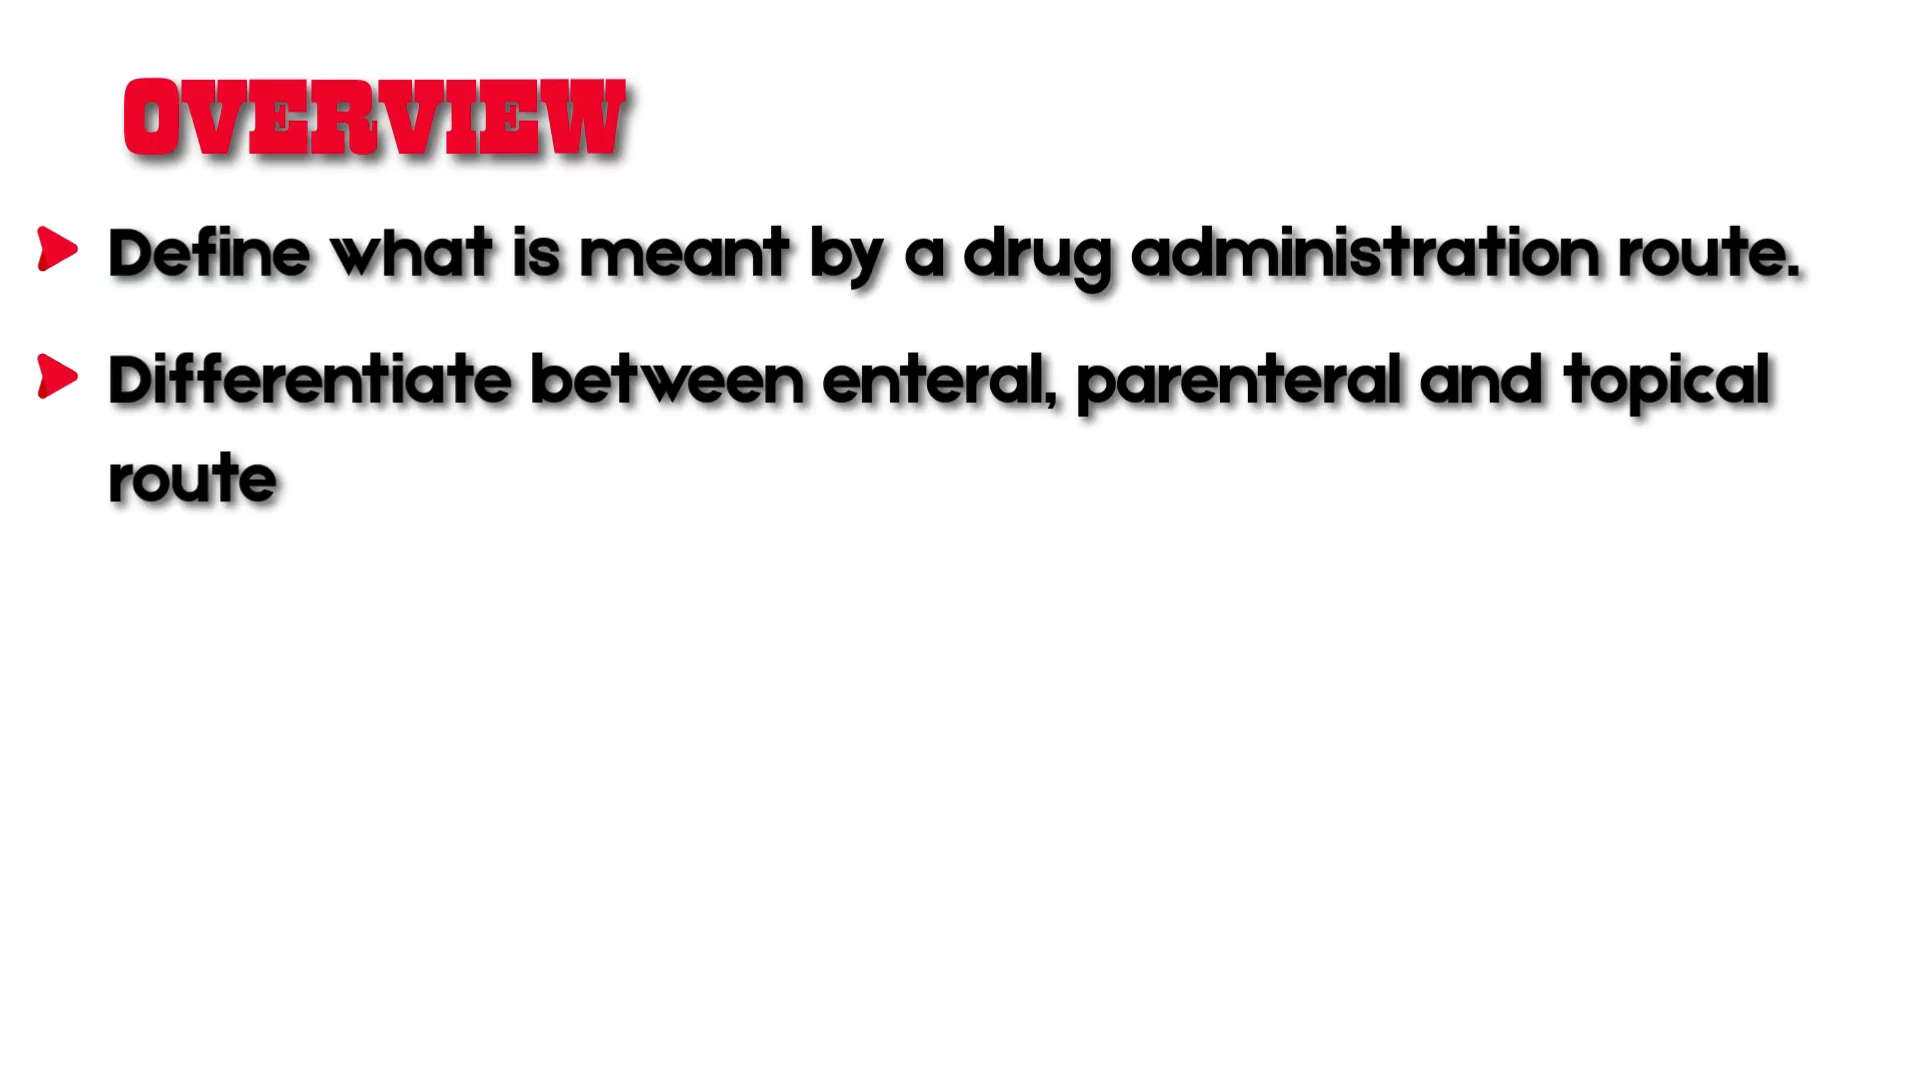 OVERVIEW
Define what is meant by a drug administration route.
Differentiate between enteral, parenteral and topical
route